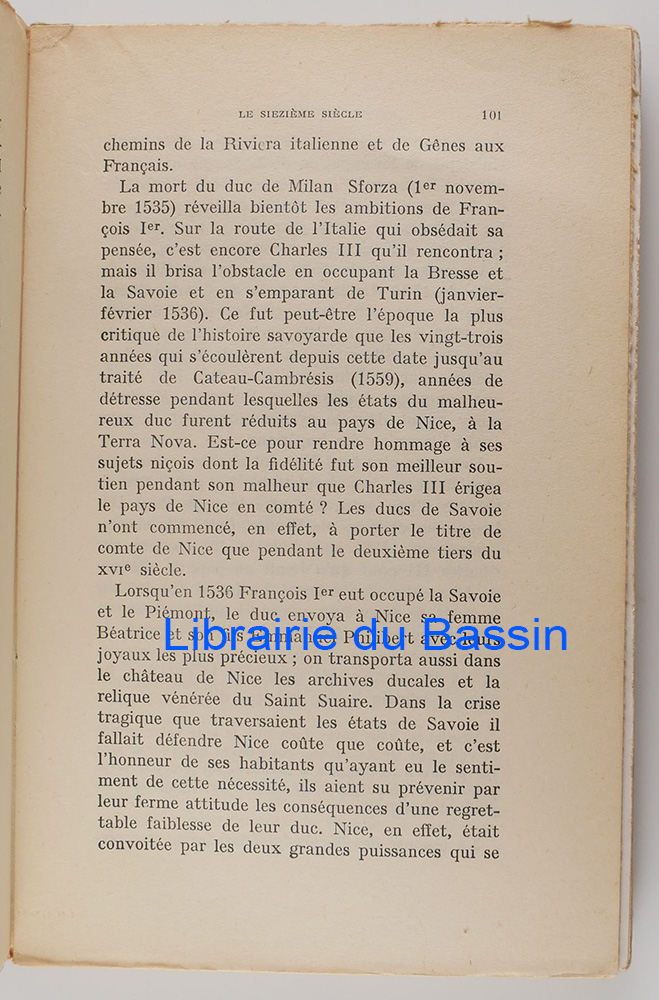 LE SIEZIÈME SIÈCLE 101
chemins de la Riviera italienne et de Gênes aux
Français.
La mort du duc de Milan Sforza (1er novem-
bre 1535) réveilla bientôt les ambitions de Fran-
çois Ier. Sur la route de l'Italie qui obsédait sa
pensée, c'est encore Charles III qu'il rencontra ;
mais il brisa l'obstacle en occupant la Bresse et
la Savoie et en s'emparant de Turin (janvier-
février 1536). Ce fut peut-être l'époque la plus
critique de l'histoire savoyarde que les vingt-trois
années qui s'écoulèrent depuis cette date jusqu'au
traité de Cateau-Cambrésis (1559), années de
détresse pendant lesquelles les états du malheu-
reux duc furent réduits au pays de Nice, à la
Terra Nova. Est-ce pour rendre hommage à ses
sujets niçois dont la fidélité fut son meilleur sou-
tien pendant son malheur que Charles III érigea
le pays de Nice en comté ? Les ducs de Savoie
n'ont commencé, en effet, à porter le titre de
comte de Nice que pendant le deuxième tiers du
XVIe siècle.
Lorsqu'en 1536 François Ier eut occupé la Savoie
et le Piémont, le duc envoya à Nice sa femme
Béatrice et son fils Emmanuel Philibert avec leurs
Librairie du Bassin
joyaux les plus précieux ; on transporta aussi dans
le château de Nice les archives ducales et la
relique vénérée du Saint Suaire. Dans la crise
tragique que traversaient les états de Savoie il
fallait défendre Nice coûte que coûte, et c'est
l'honneur de ses habitants qu'ayant eu le senti-
ment de cette nécessité, ils aient su prévenir par
leur ferme attitude les conséquences d'une regret-
table faiblesse de leur duc. Nice, en effet, était
convoitée par les deux grandes puissances qui se